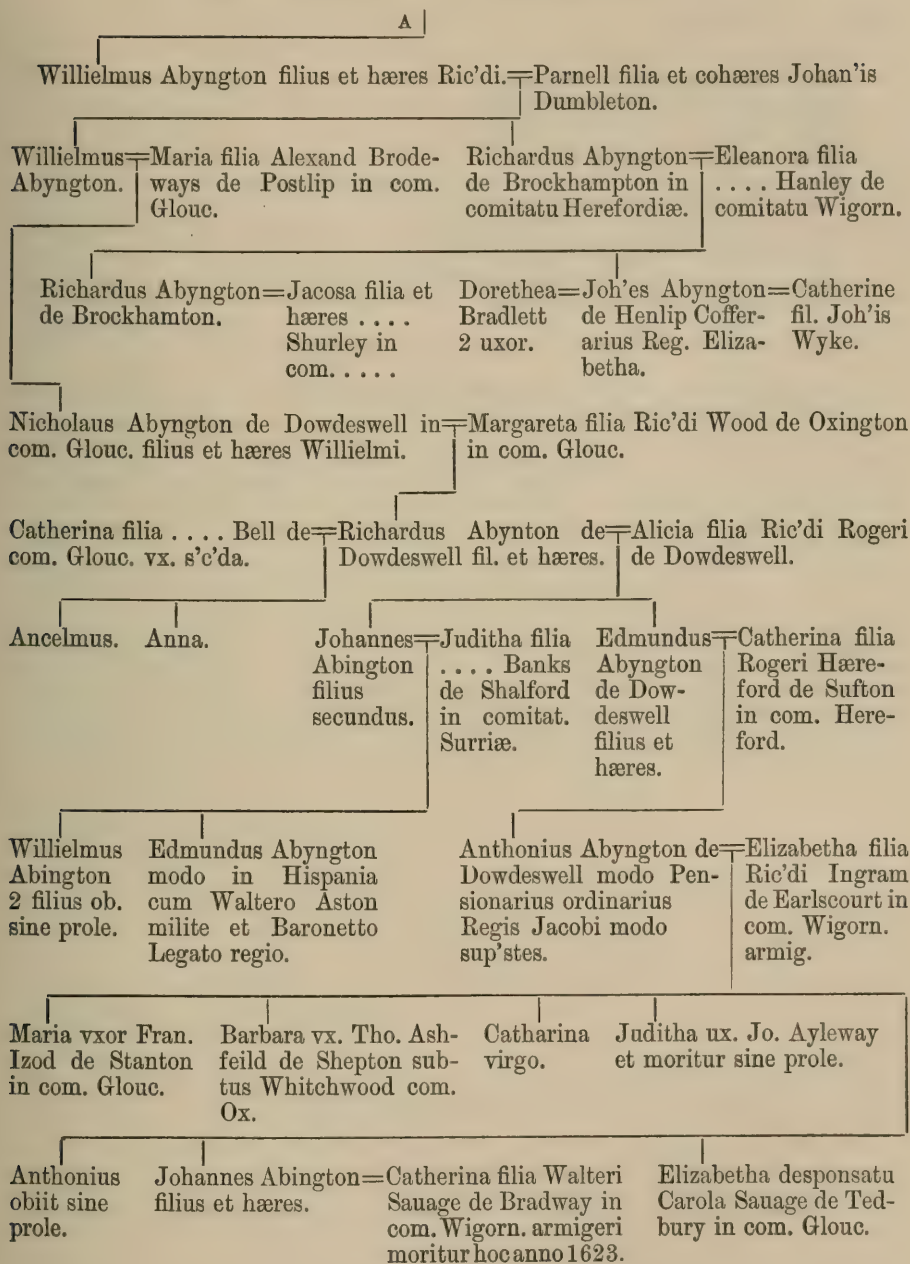 A
Willielmus Abyngton filius et hæres Ric'di.=Parnell filia et cohæres Johan'is
Dumbleton.
Willielmus=Maria filia Alexand Brode-
Abyngton. ways de Postlip in com.
Glouc.
Richardus Abyngton=Eleanora filia
de Brockhampton in .... Hanley de
comitatu Herefordiæ. comitatu Wigorn.
Richardus Abyngton=Jacosa filia et
de Brockhamton. hæres ....
Shurley in
com.....
Dorethea=Joh'es Abyngton=Catherine
Bradlett de Henlip Coffer- fil. Joh'is
2 uxor. arius Reg. Eliza- Wyke.
betha.
Nicholaus Abyngton de Dowdeswell in=Margareta filia Ric'di Wood de Oxington
com. Glouc. filius et hæres Willielmi. in com. Glouc.
Catherina filia .... Bell de=Richardus Abynton de=Alicia filia Ric'di Rogeri
com. Glouc. vx. s'c'da. Dowdeswell fil. et hæres. de Dowdeswell.
Ancelmus. Anna.
Johannes=Juditha filia
Abington .... Banks
filius de Shalford
secundus. in comitat.
Surriæ.
Edmundus=Catherina filia
Abyngton Rogeri Hære-
de Dow- ford de Sufton
deswell in com. Here-
filius et ford.
hæres.
Willielmus
Abington
2 filius ob.
sine prole.
Edmundus Abyngton
modo in Hispania
cum Waltero Aston
milite et Baronetto
Legato regio.
Anthonius Abyngton de=Elizabetha filia
Dowdeswell modo Pen- Ric'di Ingram
sionarius ordinarius de Earlscourt in
Regis Jacobi modo com. Wigorn.
sup'stes. armig.
Maria vxor Fran.
Izod de Stanton
in com. Glouc.
Barbara vx. Tho. Ash-
feild de Shepton sub-
tus Whitchwood com.
Ox.
Catharina
virgo.
Juditha ux. Jo. Ayleway
et moritur sine prole.
Anthonius
obiit sine
prole.
Johannes Abington=Catherina filia Walteri
filius et hæres. Sauage de Bradway in
com. Wigorn. armigeri
moritur hoc anno 1623.
Elizabetha desponsatu
Carola Sauage de Ted-
bury in com. Glouc.